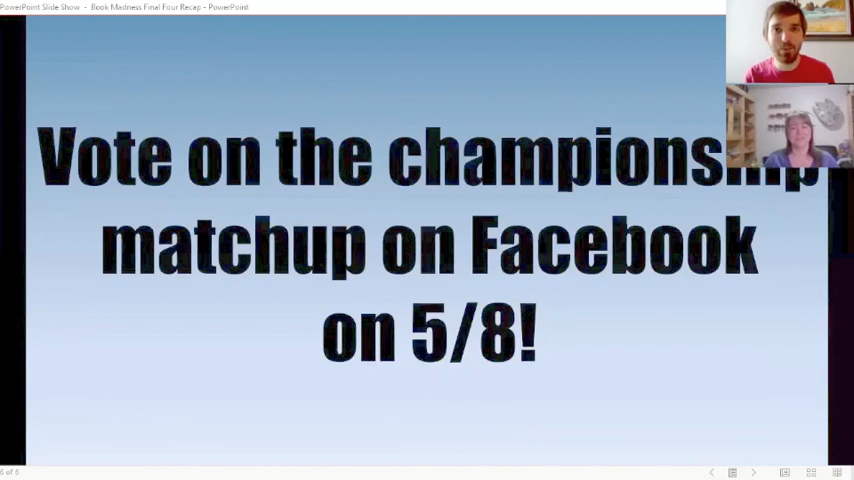 PowerPoint Slide Show - Book Madness Final Four Recap - PowerPoint
Vote on the championship
matchup on Facebook
on 5/8!